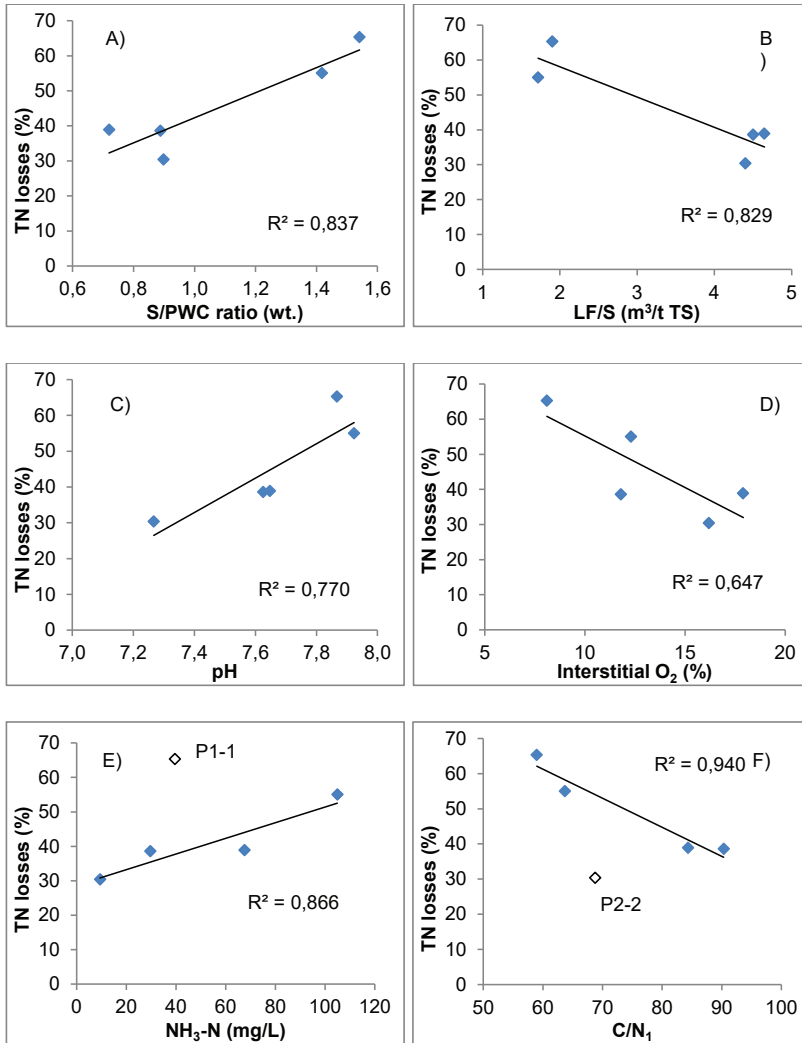 A)
TN losses (%)
70
60
50
40
30
20
10
0
R² = 0,837
0,6 0,8 1,0 1,2 1,4 1,6
S/PWC ratio (wt.)
B
)
TN losses (%)
70
60
50
40
30
20
10
0
R² = 0,829
1 2 3 4 5
LF/S (m³/t TS)
C)
TN losses (%)
70
60
50
40
30
20
10
0
R² = 0,770
7,0 7,2 7,4 7,6 7,8 8,0
pH
D)
TN losses (%)
70
60
50
40
30
20
10
0
R² = 0,647
5 10 15 20
Interstitial O₂ (%)
E)
P1-1
TN losses (%)
70
60
50
40
30
20
10
0
R² = 0,866
0 20 40 60 80 100 120
NH₃-N (mg/L)
R² = 0,940 F)
TN losses (%)
70
60
50
40
30
20
10
0
P2-2
50 60 70 80 90 100
C/N₁